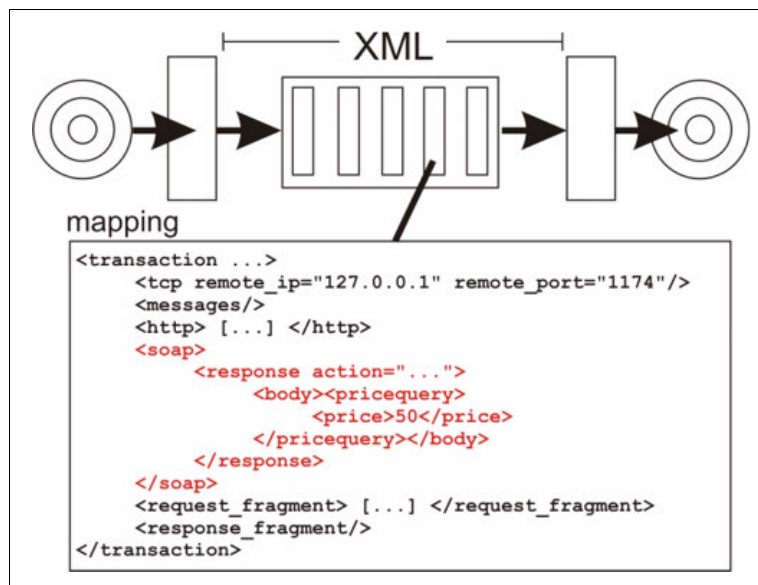 XML
mapping
<transaction ...>
<tcp remote_ip="127.0.0.1" remote_port="1174"/>
<messages/>
<http> [...] </http>
<soap>
<response action="...">
<body><pricequery>
<price>50</price>
</pricequery></body>
</response>
</soap>
<request_fragment> [...] </request_fragment>
<response_fragment/>
</transaction>